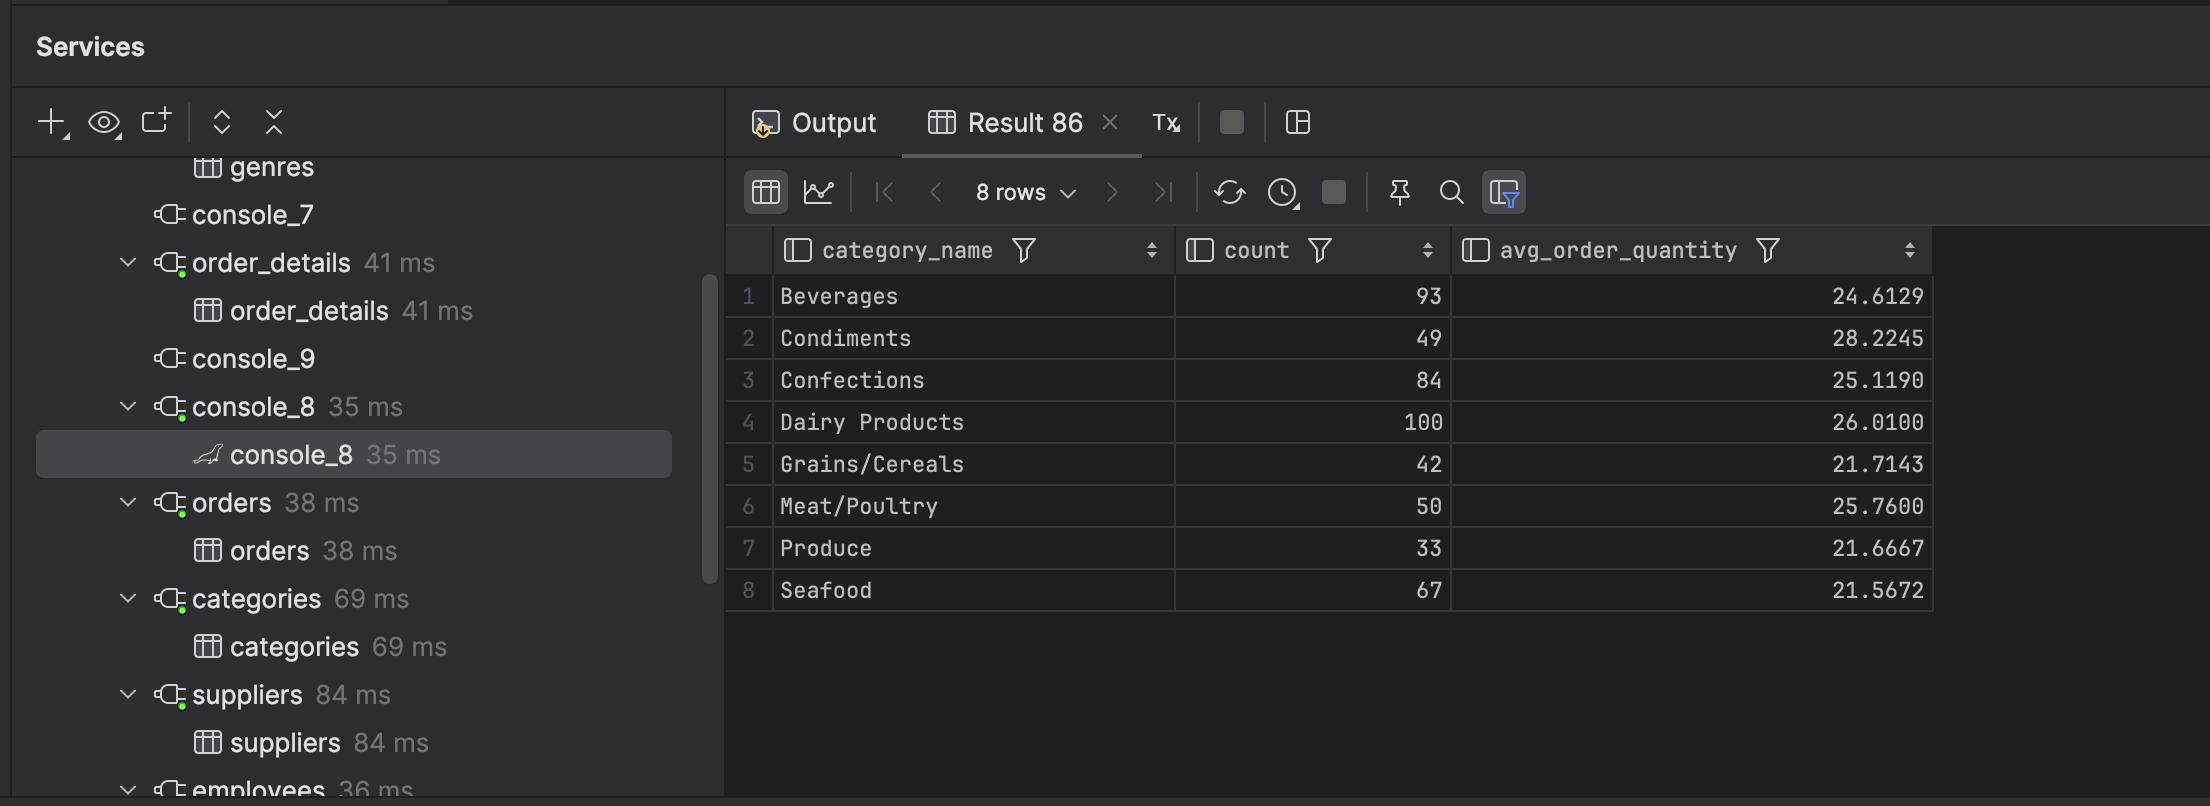 Services
genres
console_7
order_details 41 ms
order_details 41 ms
console_9
console_8 35 ms
console_8 35 ms
orders 38 ms
orders 38 ms
categories 69 ms
categories 69 ms
suppliers 84 ms
suppliers 84 ms
employees 36 ms
Output Result 86 Tx
8 rows
category_name count avg_order_quantity
1 Beverages 93 24.6129
2 Condiments 49 28.2245
3 Confections 84 25.1190
4 Dairy Products 100 26.0100
5 Grains/Cereals 42 21.7143
6 Meat/Poultry 50 25.7600
7 Produce 33 21.6667
8 Seafood 67 21.5672